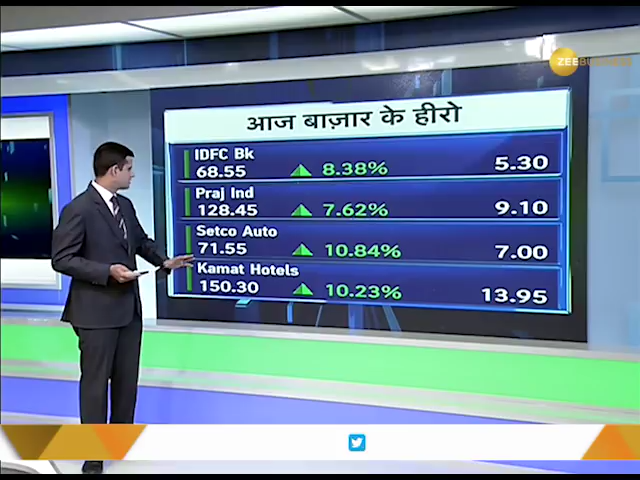 ZEE BUSINESS
आज बाज़ार के हीरो
IDFC Bk
68.55 8.38% 5.30
Praj Ind
128.45 7.62% 9.10
Setco Auto
71.55 10.84% 7.00
Kamat Hotels
150.30 10.23% 13.95